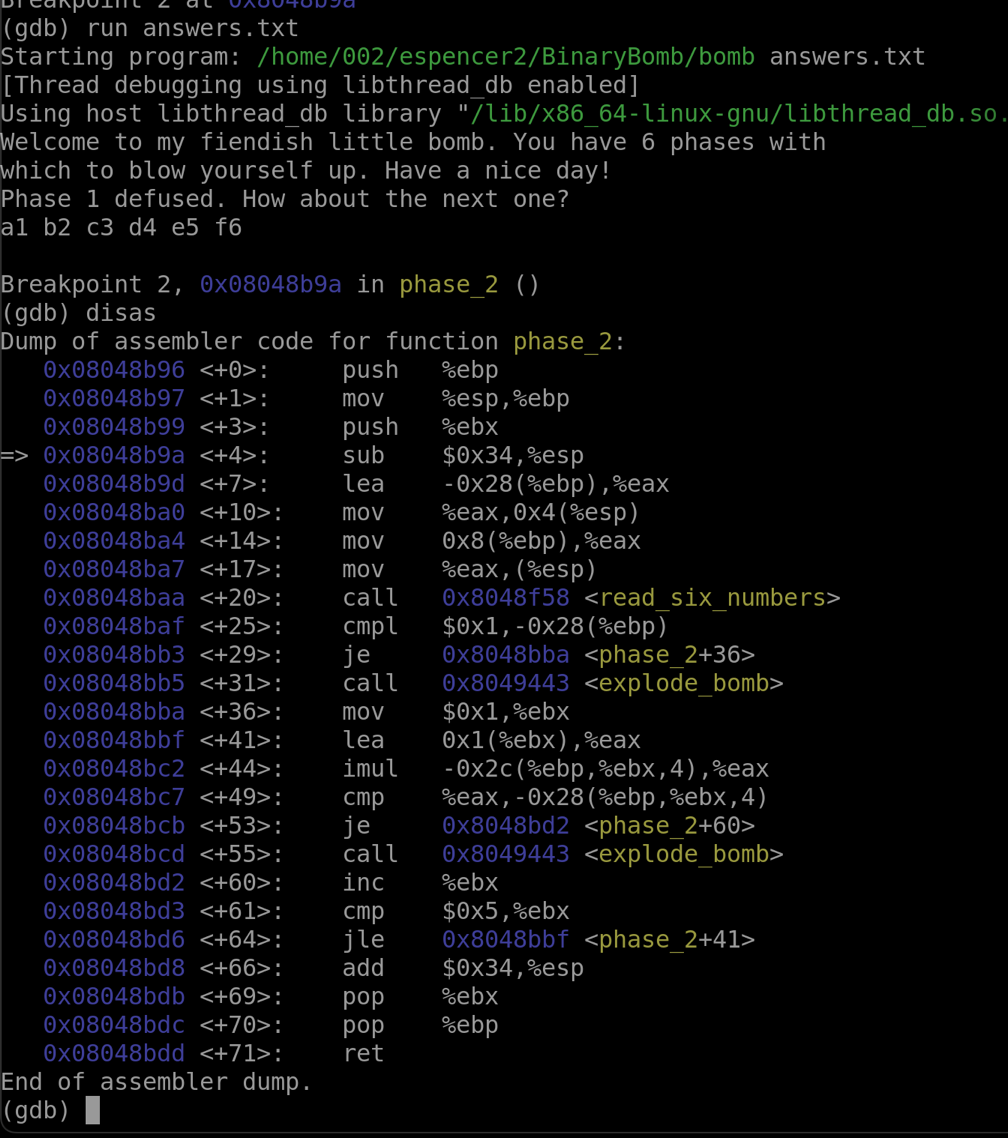 Breakpoint 2 at 0x8048b9a
(gdb) run answers.txt
Starting program: /home/002/espencer2/BinaryBomb/bomb answers.txt
[Thread debugging using libthread_db enabled]
Using host libthread_db library "/lib/x86_64-linux-gnu/libthread_db.so.
Welcome to my fiendish little bomb. You have 6 phases with
which to blow yourself up. Have a nice day!
Phase 1 defused. How about the next one?
a1 b2 c3 d4 e5 f6

Breakpoint 2, 0x08048b9a in phase_2 ()
(gdb) disas
Dump of assembler code for function phase_2:
   0x08048b96 <+0>:     push   %ebp
   0x08048b97 <+1>:     mov    %esp,%ebp
   0x08048b99 <+3>:     push   %ebx
=> 0x08048b9a <+4>:     sub    $0x34,%esp
   0x08048b9d <+7>:     lea    -0x28(%ebp),%eax
   0x08048ba0 <+10>:    mov    %eax,0x4(%esp)
   0x08048ba4 <+14>:    mov    0x8(%ebp),%eax
   0x08048ba7 <+17>:    mov    %eax,(%esp)
   0x08048baa <+20>:    call   0x8048f58 <read_six_numbers>
   0x08048baf <+25>:    cmpl   $0x1,-0x28(%ebp)
   0x08048bb3 <+29>:    je     0x8048bba <phase_2+36>
   0x08048bb5 <+31>:    call   0x8049443 <explode_bomb>
   0x08048bba <+36>:    mov    $0x1,%ebx
   0x08048bbf <+41>:    lea    0x1(%ebx),%eax
   0x08048bc2 <+44>:    imul   -0x2c(%ebp,%ebx,4),%eax
   0x08048bc7 <+49>:    cmp    %eax,-0x28(%ebp,%ebx,4)
   0x08048bcb <+53>:    je     0x8048bd2 <phase_2+60>
   0x08048bcd <+55>:    call   0x8049443 <explode_bomb>
   0x08048bd2 <+60>:    inc    %ebx
   0x08048bd3 <+61>:    cmp    $0x5,%ebx
   0x08048bd6 <+64>:    jle    0x8048bbf <phase_2+41>
   0x08048bd8 <+66>:    add    $0x34,%esp
   0x08048bdb <+69>:    pop    %ebx
   0x08048bdc <+70>:    pop    %ebp
   0x08048bdd <+71>:    ret
End of assembler dump.
(gdb)